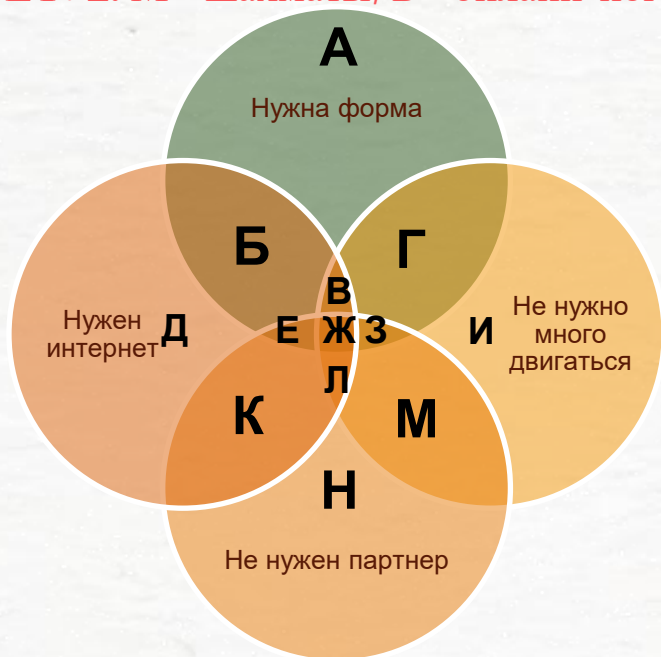 А
Нужна форма
Б
Г
В
Нужен
интернет
Д
Е
Ж
З
И
Не нужно
много
двигаться
Л
К
М
Н
Не нужен партнер